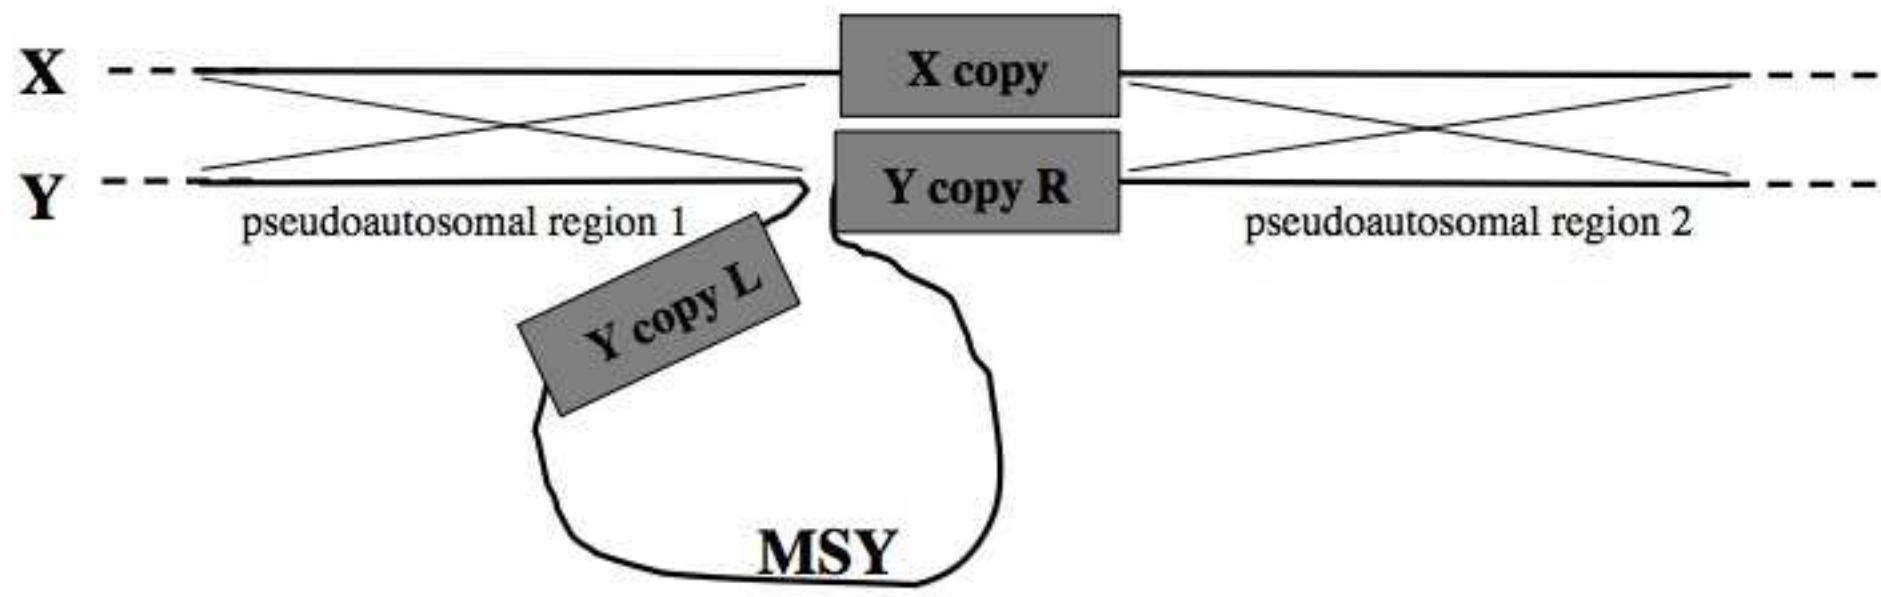 X
X copy
Y
Y copy R
pseudoautosomal region 1
pseudoautosomal region 2
Y copy L
MSY